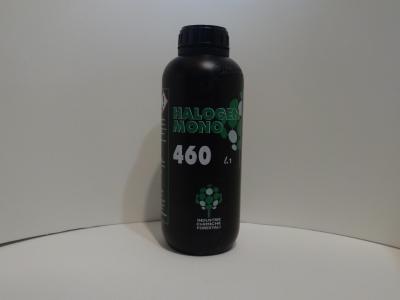 HALOGEN
MONO
460
l.1
INDUSTRIE
CHIMICHE
FORESTALI